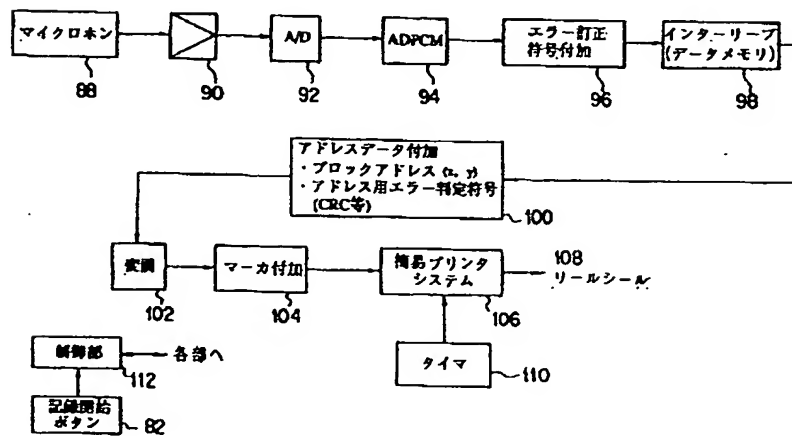 マイクロホン
88
90
A/D
92
ADPCM
94
エラー訂正
符号付加
96
インターリーブ
(データメモリ)
98
アドレスデータ付加
・ブロックアドレス (x, y)
・アドレス用エラー判定符号
(CRC等)
100
変調
102
マーカ付加
104
簡易プリンタ
システム
106
108
リールシール
タイマ
110
制御部
112
各部へ
記録開始
ボタン
82